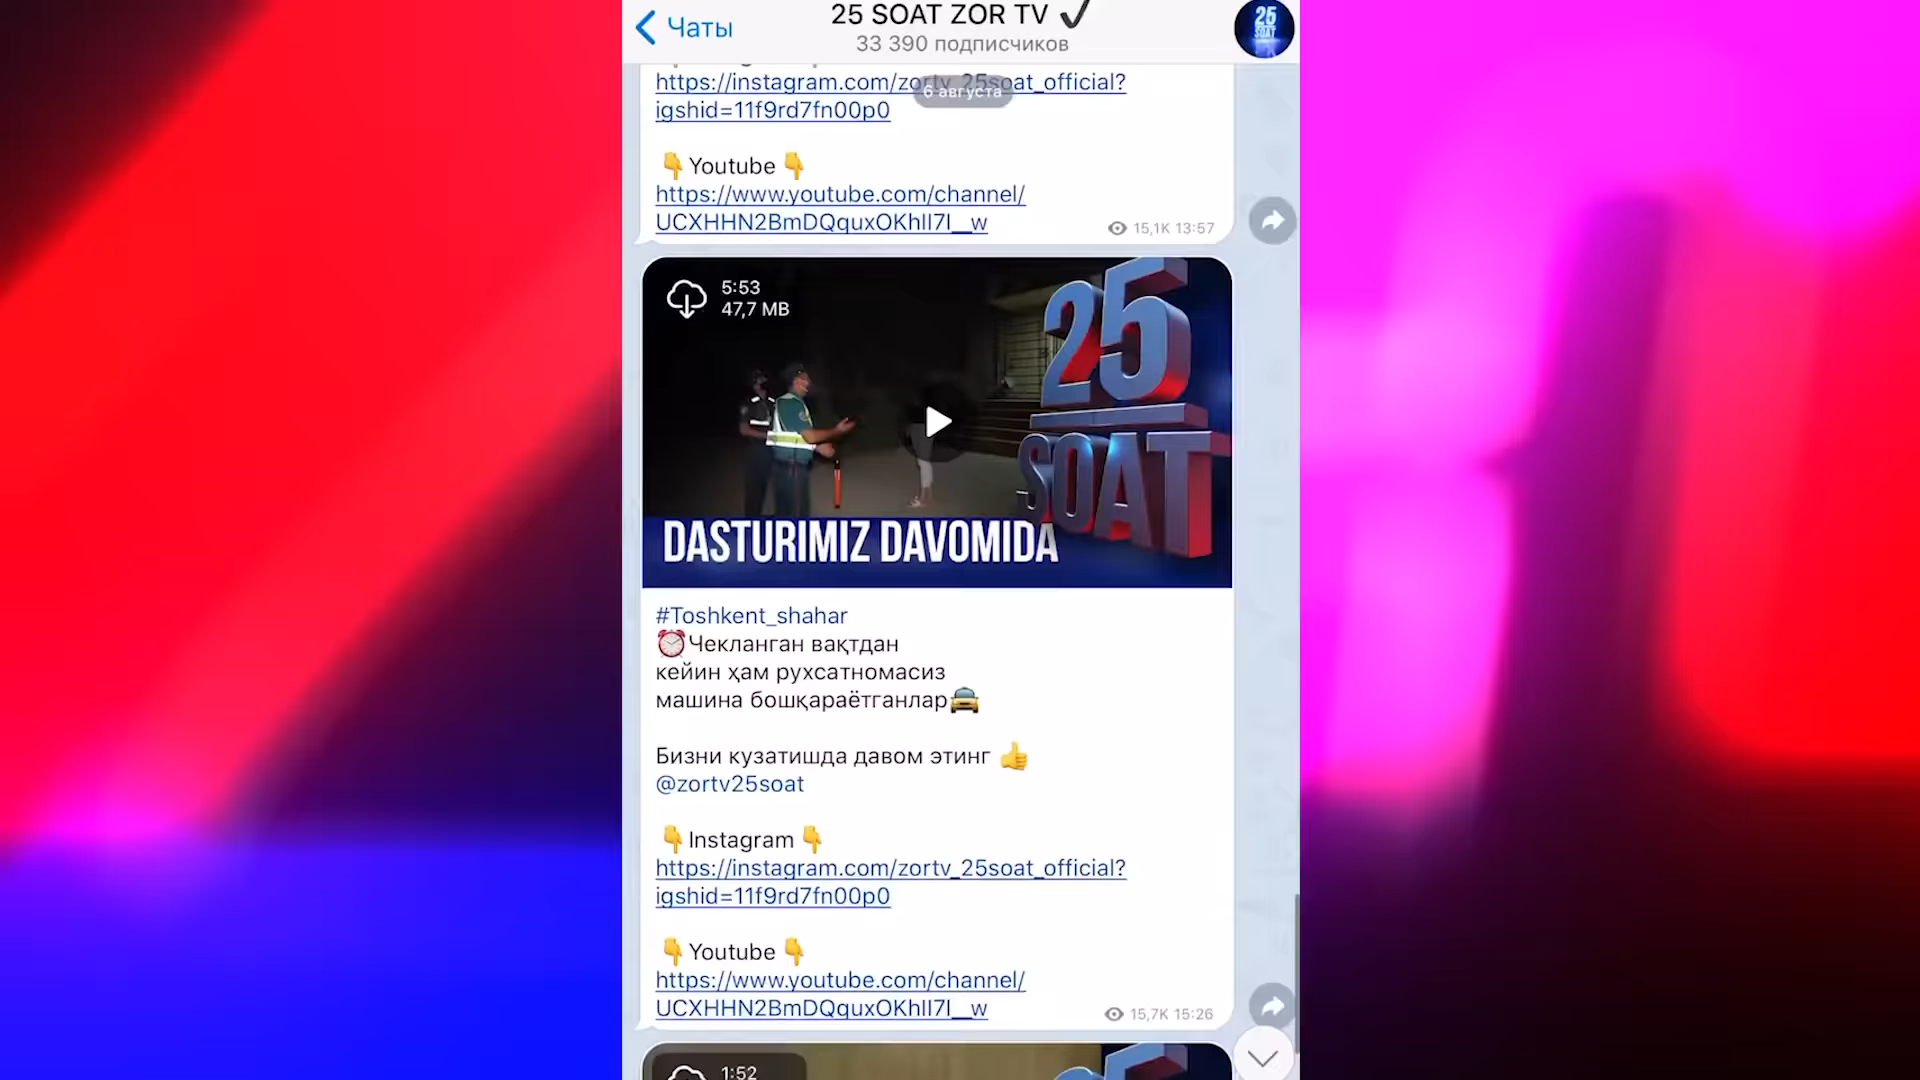 Чаты
25 SOAT ZOR TV ✓
33 390 подписчиков
25
SOAT
https://instagram.com/zortv_25soat_official?
6 августа
igshid=11f9rd7fn00p0
👇Youtube👇
https://www.youtube.com/channel/
UCXHHN2BmDQquxOKhlI7I__w
15,1K 13:57
5:53
47,7 MB
25
SOAT
DASTURIMIZ DAVOMIDA
#Toshkent_shahar
⏰Чекланган вақтдан
кейин ҳам рухсатномасиз
машина бошқараётганлар🚖
Бизни кузатишда давом этинг 👍
@zortv25soat
👇Instagram👇
https://instagram.com/zortv_25soat_official?
igshid=11f9rd7fn00p0
👇Youtube👇
https://www.youtube.com/channel/
UCXHHN2BmDQquxOKhlI7I__w
15,7K 15:26
1:52